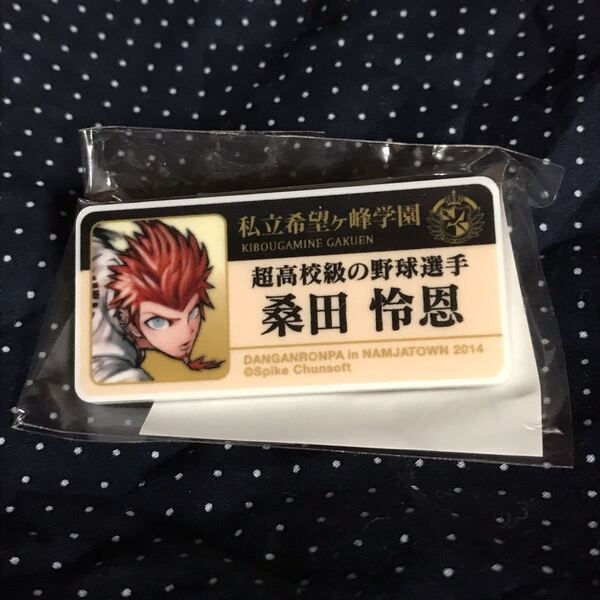 私立希望ヶ峰学園
KIBOUGAMINE GAKUEN
超高校級の野球選手
桑田 怜恩
DANGANRONPA in NAMJATOWN 2014
©Spike Chunsoft